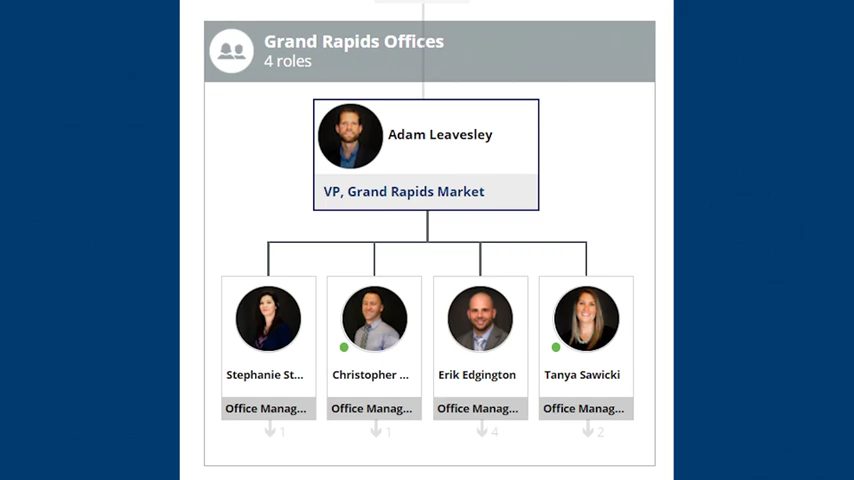 Grand Rapids Offices
4 roles
Adam Leavesley
VP, Grand Rapids Market
Stephanie St...
Christopher ...
Erik Edgington
Tanya Sawicki
Office Manag...
Office Manag...
Office Manag...
Office Manag...
1
1
4
2